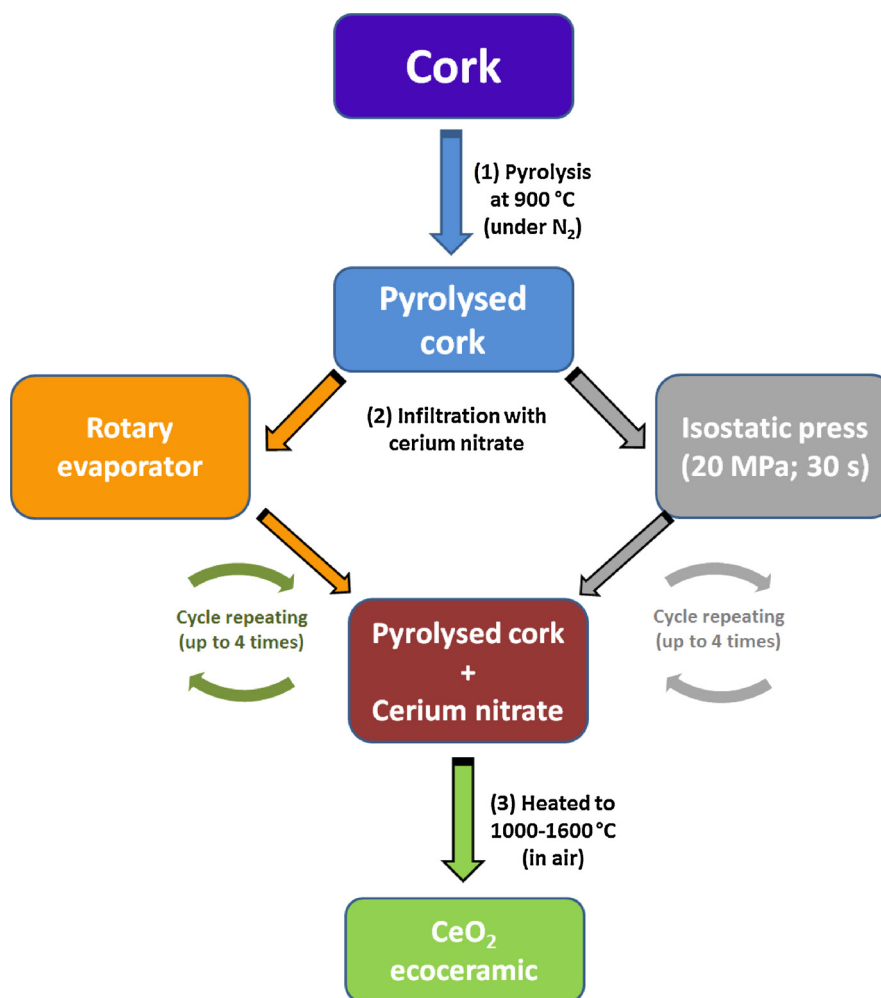 Cork
(1) Pyrolysis
at 900 °C
(under N₂)
Pyrolysed
cork
Rotary
evaporator
(2) Infiltration with
cerium nitrate
Isostatic press
(20 MPa; 30 s)
Cycle repeating
(up to 4 times)
Pyrolysed cork
+
Cerium nitrate
Cycle repeating
(up to 4 times)
(3) Heated to
1000-1600 °C
(in air)
CeO₂
ecoceramic